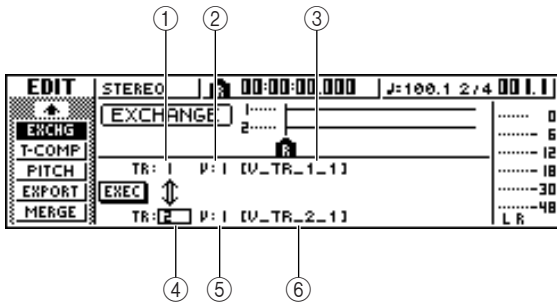 ① ② ③
EDIT STEREO R 00:00:00.000 ♩=100.1 2/4 001.1
EXCHANGE 1
2
0
EXCHG R 6
T-COMP 12
PITCH TR: 1 V: 1 [V_TR_1_1] 18
EXPORT EXEC 30
MERGE TR: 2 V: 1 [V_TR_2_1] 48
L R
④ ⑤ ⑥